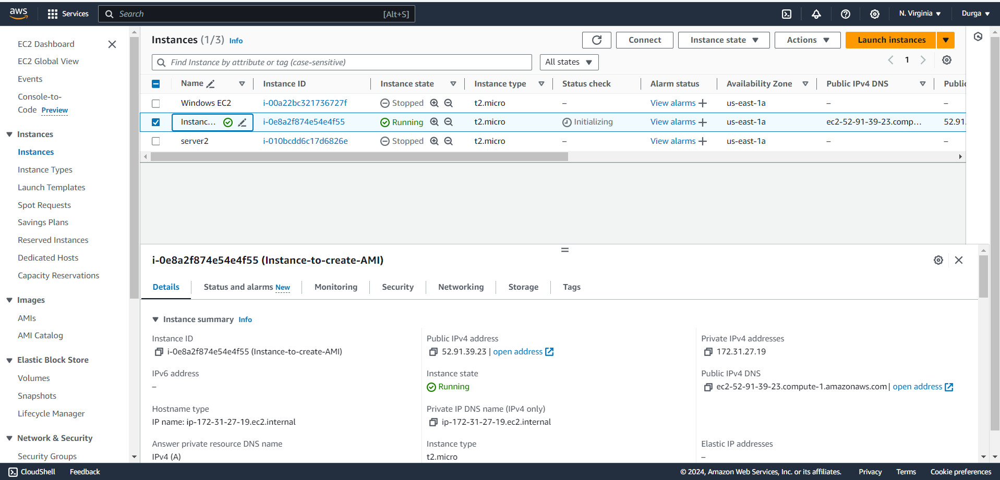 aws Services Search [Alt+S] N. Virginia Durga
EC2 Dashboard
EC2 Global View
Events
Console-to-
Code Preview
Instances
Instances
Instance Types
Launch Templates
Spot Requests
Savings Plans
Reserved Instances
Dedicated Hosts
Capacity Reservations
Images
AMIs
AMI Catalog
Elastic Block Store
Volumes
Snapshots
Lifecycle Manager
Network & Security
Security Groups
Instances (1/3) Info Connect Instance state Actions Launch instances
Find Instance by attribute or tag (case-sensitive) All states 1
Name Instance ID Instance state Instance type Status check Alarm status Availability Zone Public IPv4 DNS Public
Windows EC2 i-00a22bc321736727f Stopped t2.micro – View alarms + us-east-1a – –
Instanc... i-0e8a2f874e54e4f55 Running t2.micro Initializing View alarms + us-east-1a ec2-52-91-39-23.comp... 52.91.
server2 i-010bcdd6c17d6826e Stopped t2.micro – View alarms + us-east-1a – –
i-0e8a2f874e54e4f55 (Instance-to-create-AMI)
Details Status and alarms New Monitoring Security Networking Storage Tags
Instance summary Info
Instance ID
i-0e8a2f874e54e4f55 (Instance-to-create-AMI)
Public IPv4 address
52.91.39.23 | open address
Private IPv4 addresses
172.31.27.19
IPv6 address
–
Instance state
Running
Public IPv4 DNS
ec2-52-91-39-23.compute-1.amazonaws.com | open address
Hostname type
IP name: ip-172-31-27-19.ec2.internal
Private IP DNS name (IPv4 only)
ip-172-31-27-19.ec2.internal
Answer private resource DNS name
IPv4 (A)
Instance type
t2.micro
Elastic IP addresses
–
CloudShell Feedback © 2024, Amazon Web Services, Inc. or its affiliates. Privacy Terms Cookie preferences